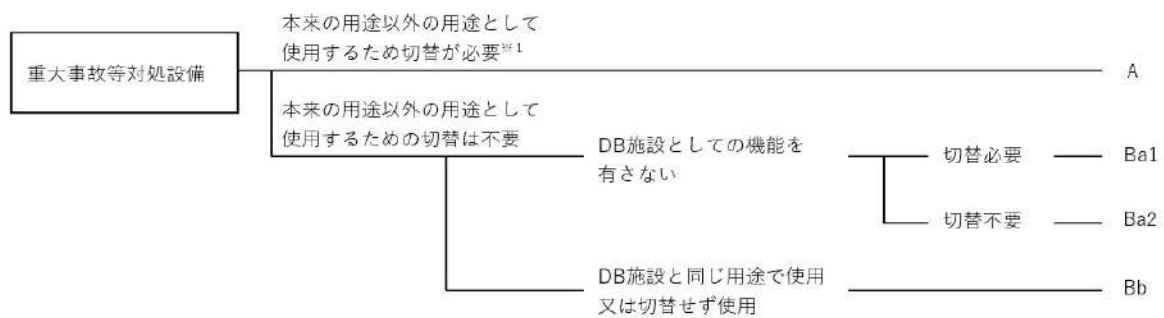 本来の用途以外の用途として
使用するため切替が必要※1
重大事故等対処設備
A
本来の用途以外の用途として
使用するための切替は不要
DB施設としての機能を
有さない
切替必要
Ba1
切替不要
Ba2
DB施設と同じ用途で使用
又は切替せず使用
Bb